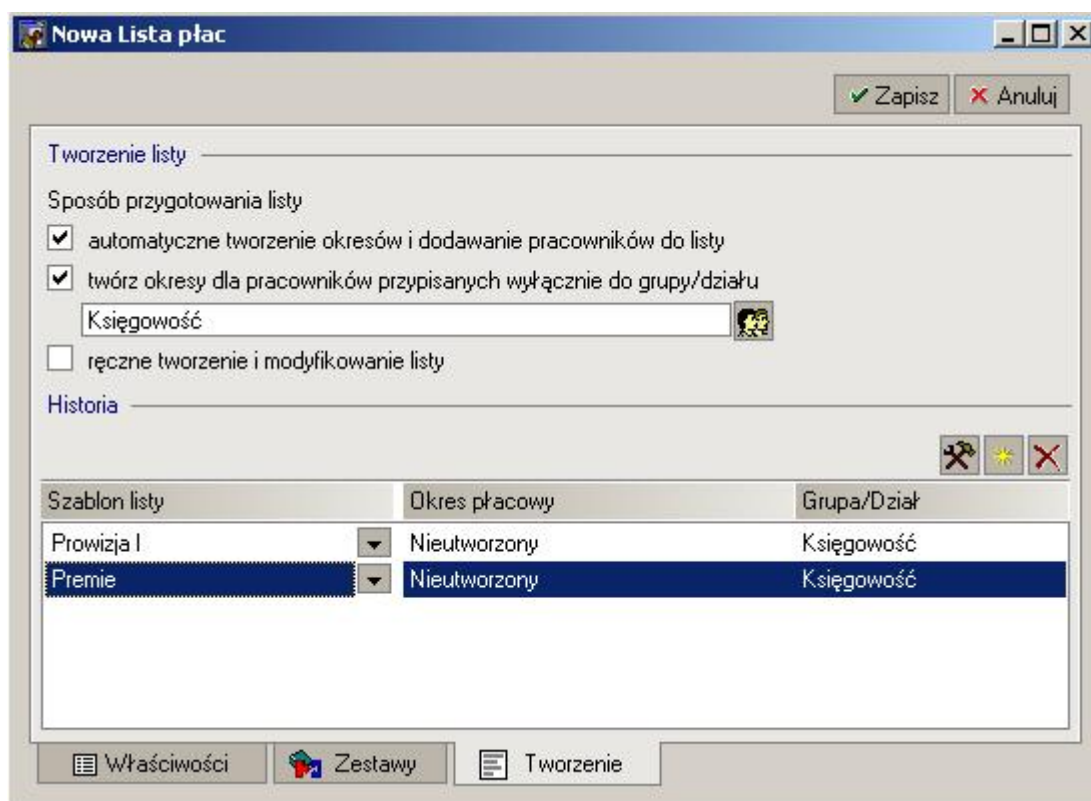 Nowa Lista płac
Zapisz Anuluj
Tworzenie listy
Sposób przygotowania listy
automatyczne tworzenie okresów i dodawanie pracowników do listy
twórz okresy dla pracowników przypisanych wyłącznie do grupy/działu
Księgowość
ręczne tworzenie i modyfikowanie listy
Historia
Szablon listy Okres płacowy Grupa/Dział
Prowizja I Nieutworzony Księgowość
Premie Nieutworzony Księgowość
Właściwości Zestawy Tworzenie